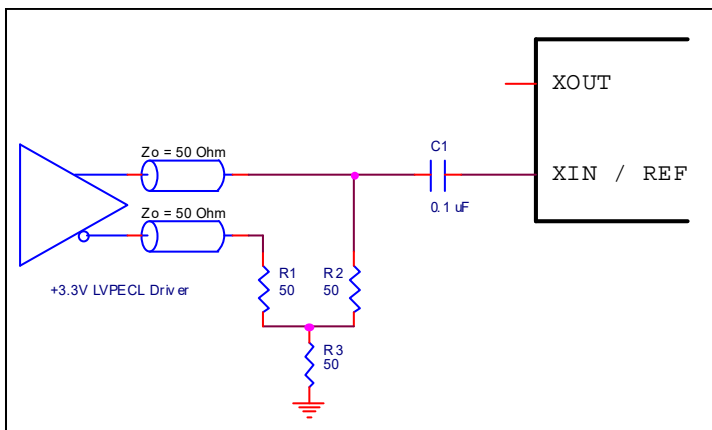 XOUT
Zo = 50 Ohm
C1
XIN / REF
0.1 uF
Zo = 50 Ohm
R1
50
R2
50
+3.3V LVPECL Driver
R3
50